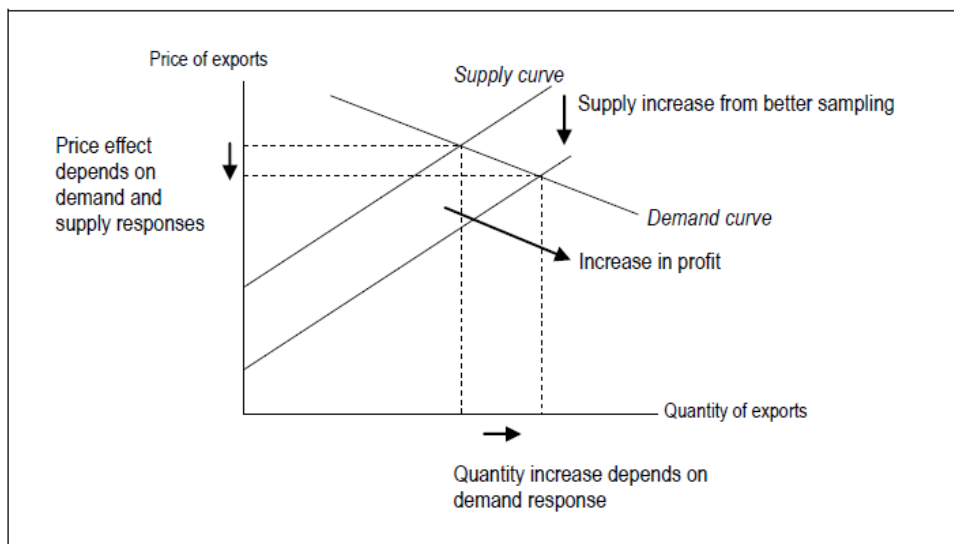 Price of exports
Supply curve
Supply increase from better sampling
Price effect
depends on
demand and
supply responses
Demand curve
Increase in profit
Quantity of exports
Quantity increase depends on
demand response